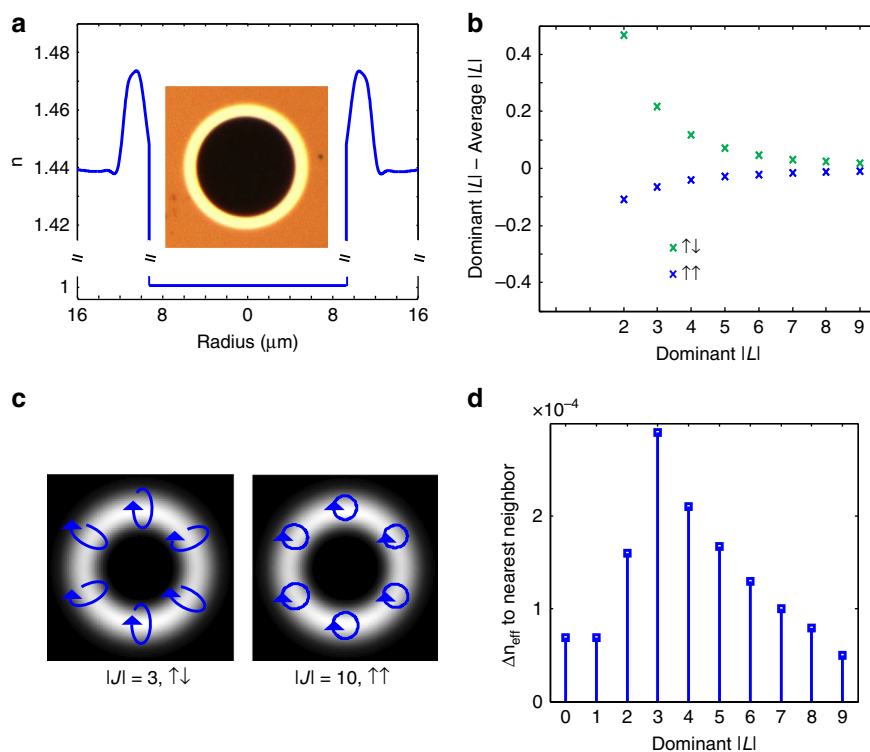 a
1.48
1.46
1.44
1.42
1
n
16 8 0 8 16
Radius (μm)
b
0.4
0.2
0
−0.2
−0.4
Dominant |L| − Average |L|
↑↓
↑↑
2 3 4 5 6 7 8 9
Dominant |L|
c
|J| = 3, ↑↓
|J| = 10, ↑↑
d
×10⁻⁴
4
2
0
Δn_eff to nearest neighbor
0 1 2 3 4 5 6 7 8 9
Dominant |L|